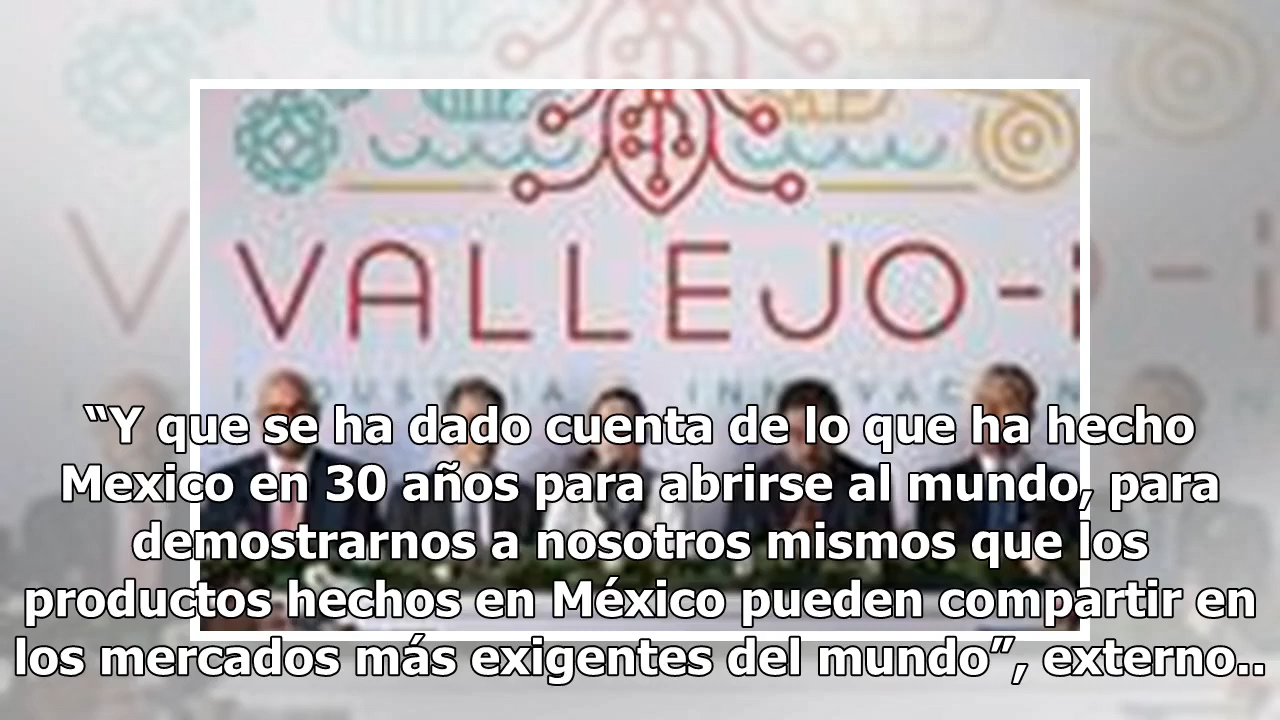 VALLEJO-i
“Y que se ha dado cuenta de lo que ha hecho
Mexico en 30 años para abrirse al mundo, para
demostrarnos a nosotros mismos que los
productos hechos en México pueden compartir en
los mercados más exigentes del mundo”, externo..